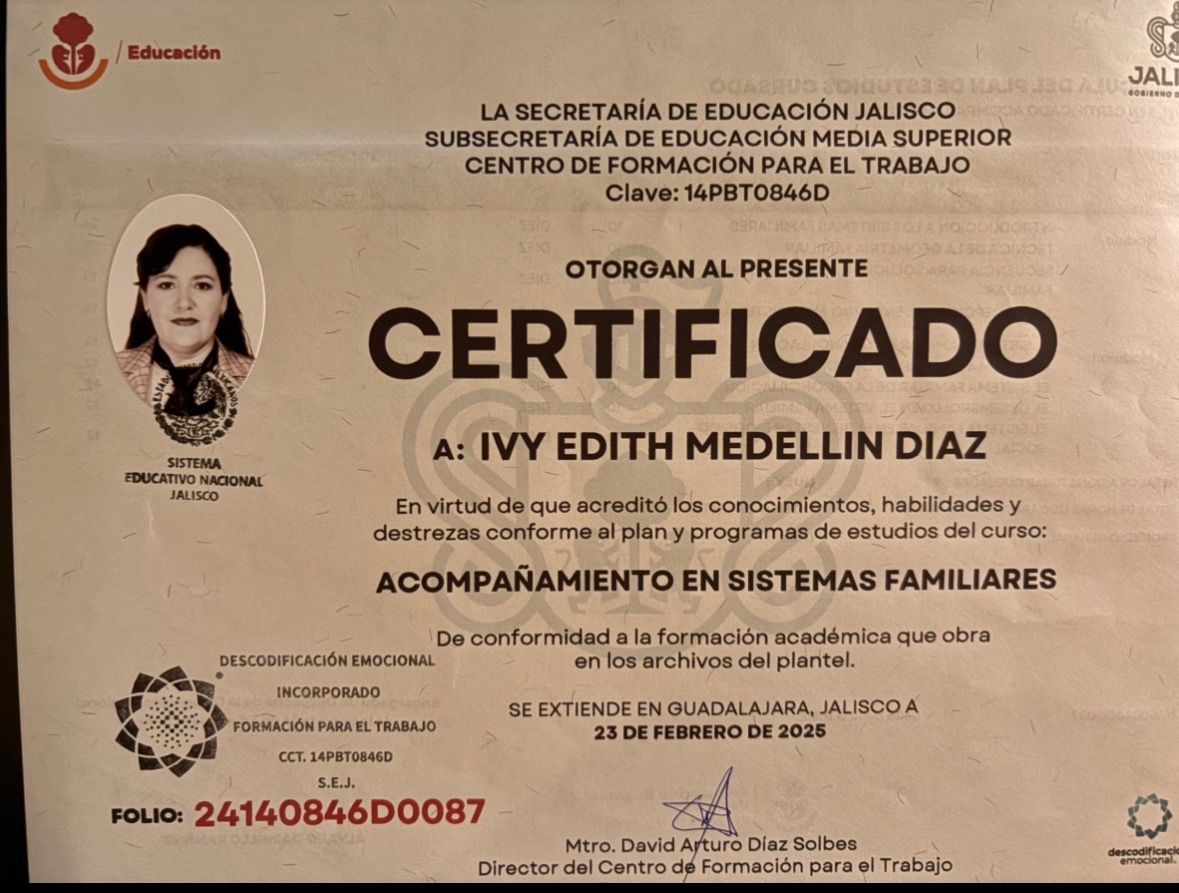 Educación
JALI
GOBIERNO D
LA SECRETARÍA DE EDUCACIÓN JALISCO
SUBSECRETARÍA DE EDUCACIÓN MEDIA SUPERIOR
CENTRO DE FORMACIÓN PARA EL TRABAJO
Clave: 14PBT0846D
OTORGAN AL PRESENTE
CERTIFICADO
A: IVY EDITH MEDELLIN DIAZ
SISTEMA
EDUCATIVO NACIONAL
JALISCO
En virtud de que acreditó los conocimientos, habilidades y
destrezas conforme al plan y programas de estudios del curso:
ACOMPAÑAMIENTO EN SISTEMAS FAMILIARES
De conformidad a la formación académica que obra
en los archivos del plantel.
DESCODIFICACIÓN EMOCIONAL
INCORPORADO
FORMACIÓN PARA EL TRABAJO
CCT. 14PBT0846D
S.E.J.
SE EXTIENDE EN GUADALAJARA, JALISCO A
23 DE FEBRERO DE 2025
FOLIO: 24140846D0087
Mtro. David Arturo Díaz Solbes
Director del Centro de Formación para el Trabajo
descodificació
emocional.